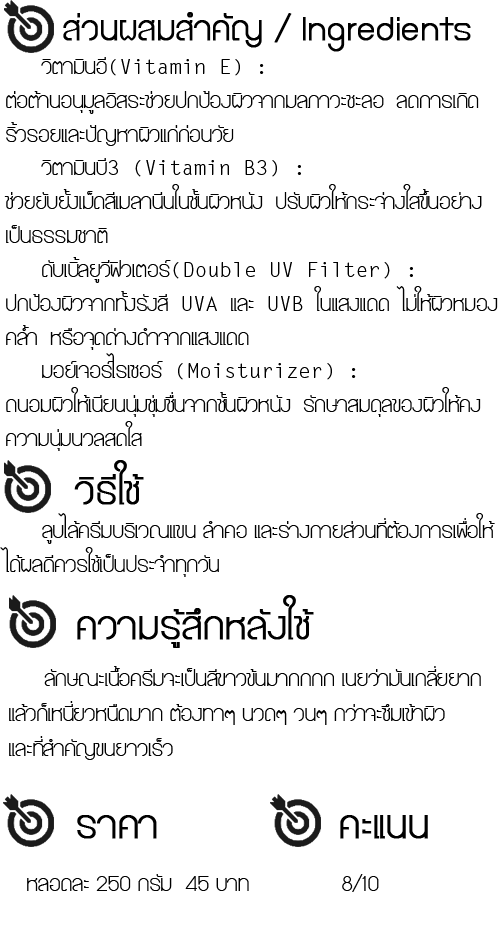 ส่วนผสมสำคัญ / Ingredients
วิตามินอี(Vitamin E) :
ต่อต้านอนุมูลอิสระช่วยปกป้องผิวจากมลภาวะชะลอ ลดการเกิด
ริ้วรอยและปัญหาผิวแก่ก่อนวัย
วิตามินบี3 (Vitamin B3) :
ช่วยยับยั้งเม็ดสีเมลานีนในชั้นผิวหนัง ปรับผิวให้กระจ่างใสขึ้นอย่าง
เป็นธรรมชาติ
ดับเบิ้ลยูวีฟิวเตอร์(Double UV Filter) :
ปกป้องผิวจากทั้งรังสี UVA และ UVB ในแสงแดด ไม่ให้ผิวหมอง
คล้ำ หรือจุดด่างดำจากแสงแดด
มอย์เจอร์ไรเซอร์ (Moisturizer) :
ถนอมผิวให้เนียนนุ่มชุ่มชื่นจากชั้นผิวหนัง รักษาสมดุลของผิวให้คง
ความนุ่มนวลสดใส
วิธีใช้
ลูบไล้ครีมบริเวณแขน ลำคอ และร่างกายส่วนที่ต้องการเพื่อให้
ได้ผลดีควรใช้เป็นประจำทุกวัน
ความรู้สึกหลังใช้
ลักษณะเนื้อครีมจะเป็นสีขาวข้นมากกกก เนยว่ามันเกลี่ยยาก
แล้วก็เหนี่ยวหนืดมาก ต้องทาๆ นวดๆ วนๆ กว่าจะซึมเข้าผิว
และที่สำคัญขนยาวเร็ว
ราคา คะแนน
หลอดละ 250 กรัม 45 บาท 8/10